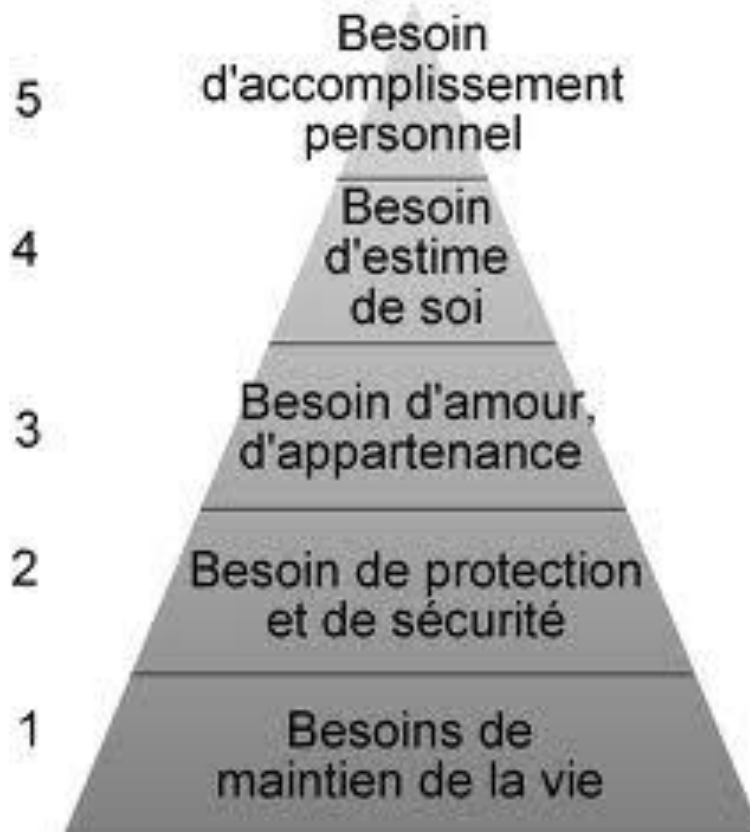 5
Besoin
d'accomplissement
personnel
4
Besoin
d'estime
de soi
3
Besoin d'amour,
d'appartenance
2
Besoin de protection
et de sécurité
1
Besoins de
maintien de la vie